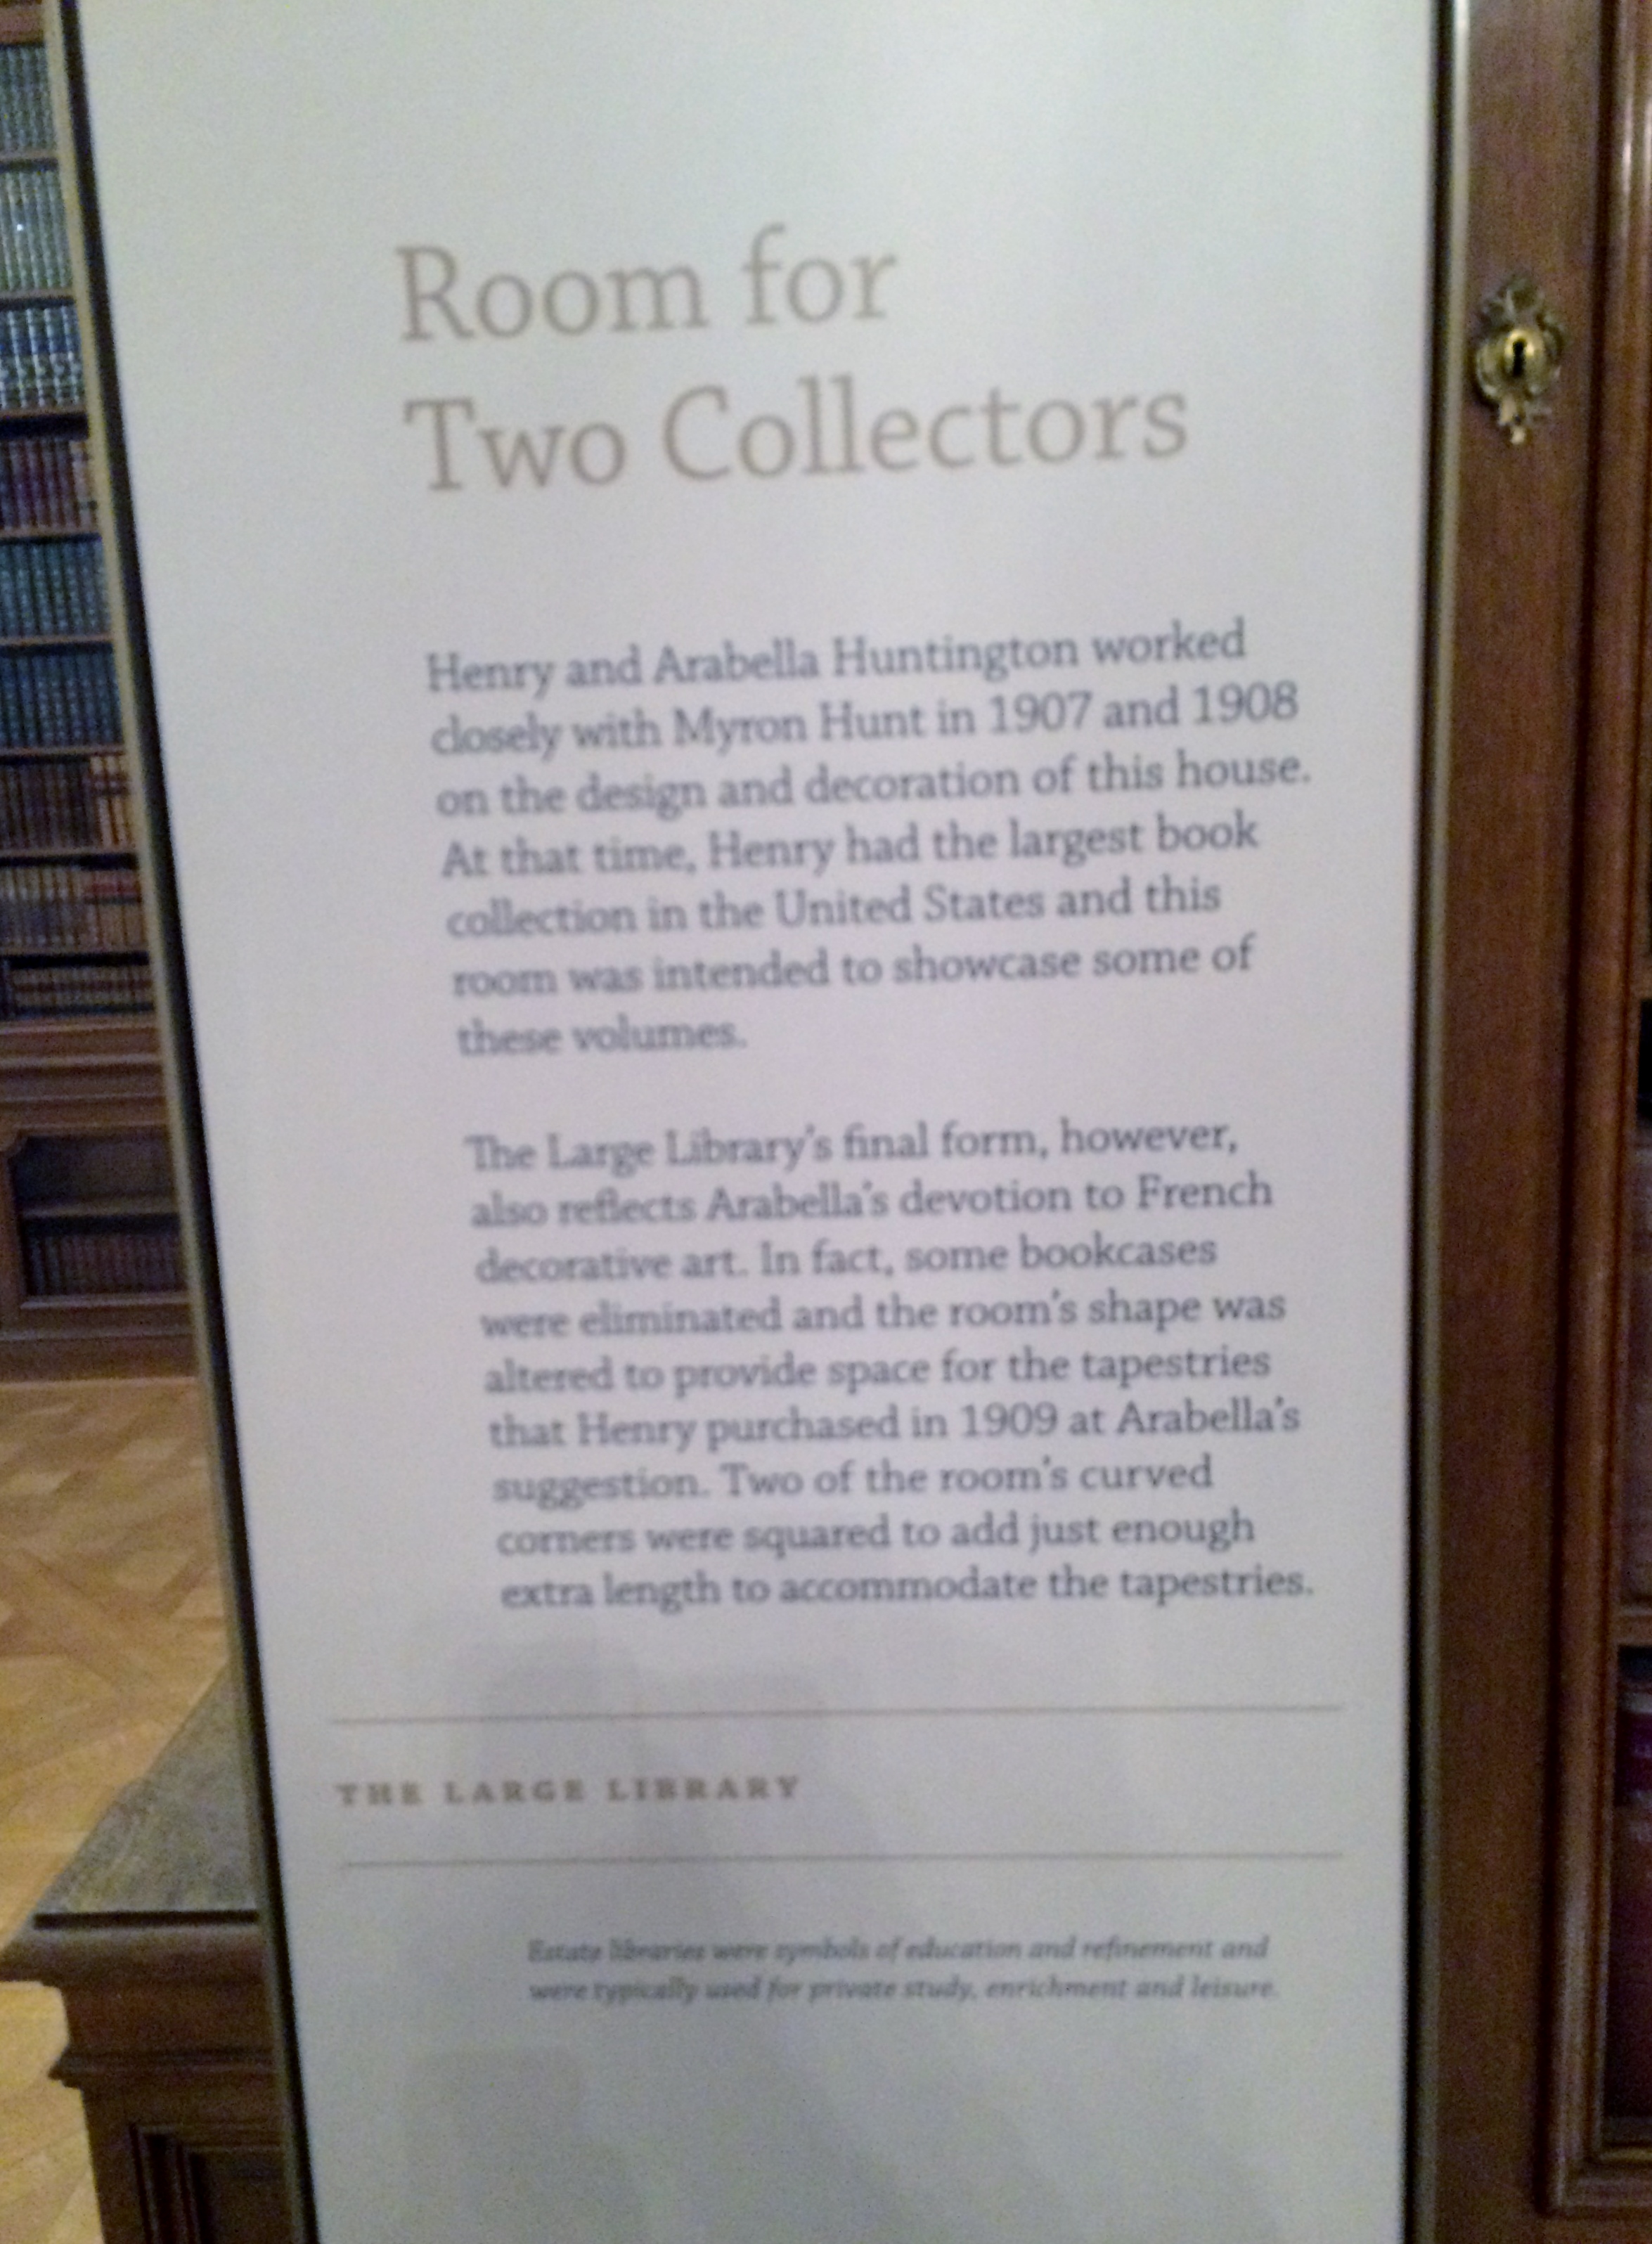 Room for
Two Collectors
Henry and Arabella Huntington worked
closely with Myron Hunt in 1907 and 1908
on the design and decoration of this house.
At that time, Henry had the largest book
collection in the United States and this
room was intended to showcase some of
these volumes.
The Large Library's final form, however,
also reflects Arabella's devotion to French
decorative art. In fact, some bookcases
were eliminated and the room's shape was
altered to provide space for the tapestries
that Henry purchased in 1909 at Arabella's
suggestion. Two of the room's curved
corners were squared to add just enough
extra length to accommodate the tapestries.
THE LARGE LIBRARY
Estate libraries were symbols of education and refinement and
were typically used for private study, enrichment and leisure.